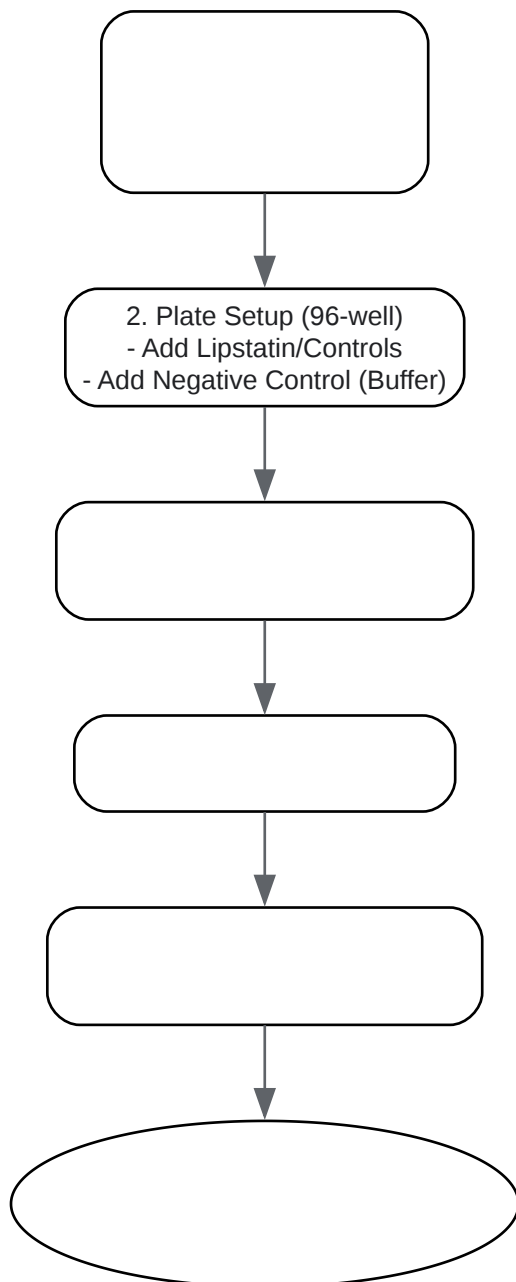 2. Plate Setup (96-well)
- Add Lipstatin/Controls
- Add Negative Control (Buffer)